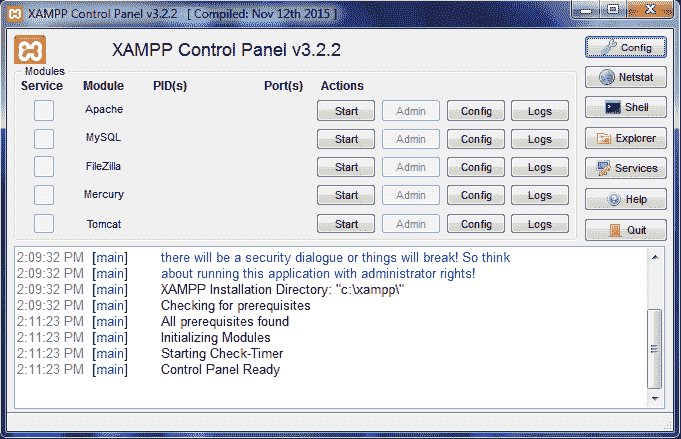 XAMPP Control Panel v3.2.2 [ Compiled: Nov 12th 2015 ]
XAMPP Control Panel v3.2.2
Config
Modules
Service Module PID(s) Port(s) Actions
Netstat
Apache Start Admin Config Logs
Shell
MySQL Start Admin Config Logs
Explorer
FileZilla Start Admin Config Logs
Services
Mercury Start Admin Config Logs
Help
Tomcat Start Admin Config Logs
Quit
2:09:32 PM [main] there will be a security dialogue or things will break! So think
2:09:32 PM [main] about running this application with administrator rights!
2:09:32 PM [main] XAMPP Installation Directory: "c:\xampp\"
2:09:32 PM [main] Checking for prerequisites
2:11:23 PM [main] All prerequisites found
2:11:23 PM [main] Initializing Modules
2:11:23 PM [main] Starting Check-Timer
2:11:23 PM [main] Control Panel Ready